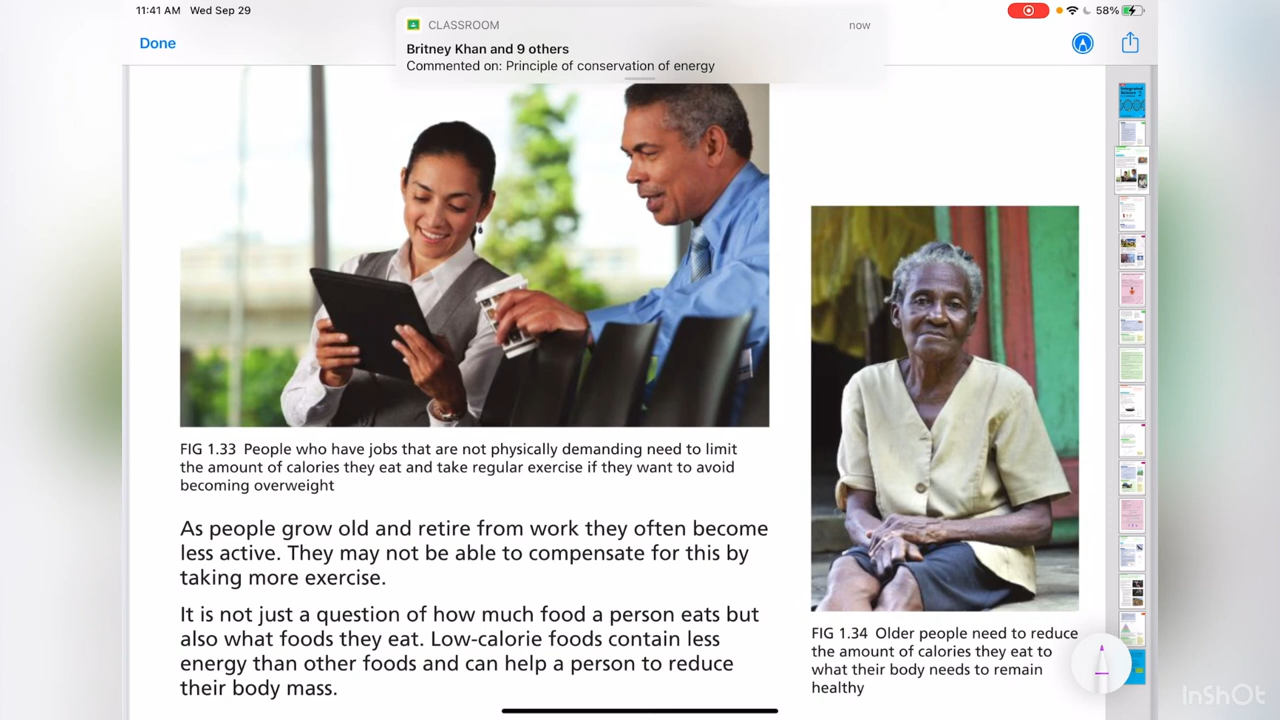 11:41 AM Wed Sep 29
58%
Done
CLASSROOM
now
Britney Khan and 9 others
Commented on: Principle of conservation of energy
FIG 1.33 People who have jobs that are not physically demanding need to limit
the amount of calories they eat and take regular exercise if they want to avoid
becoming overweight
As people grow old and retire from work they often become
less active. They may not be able to compensate for this by
taking more exercise.
It is not just a question of how much food a person eats but
also what foods they eat. Low-calorie foods contain less
energy than other foods and can help a person to reduce
their body mass.
FIG 1.34 Older people need to reduce
the amount of calories they eat to
what their body needs to remain
healthy
InShOt